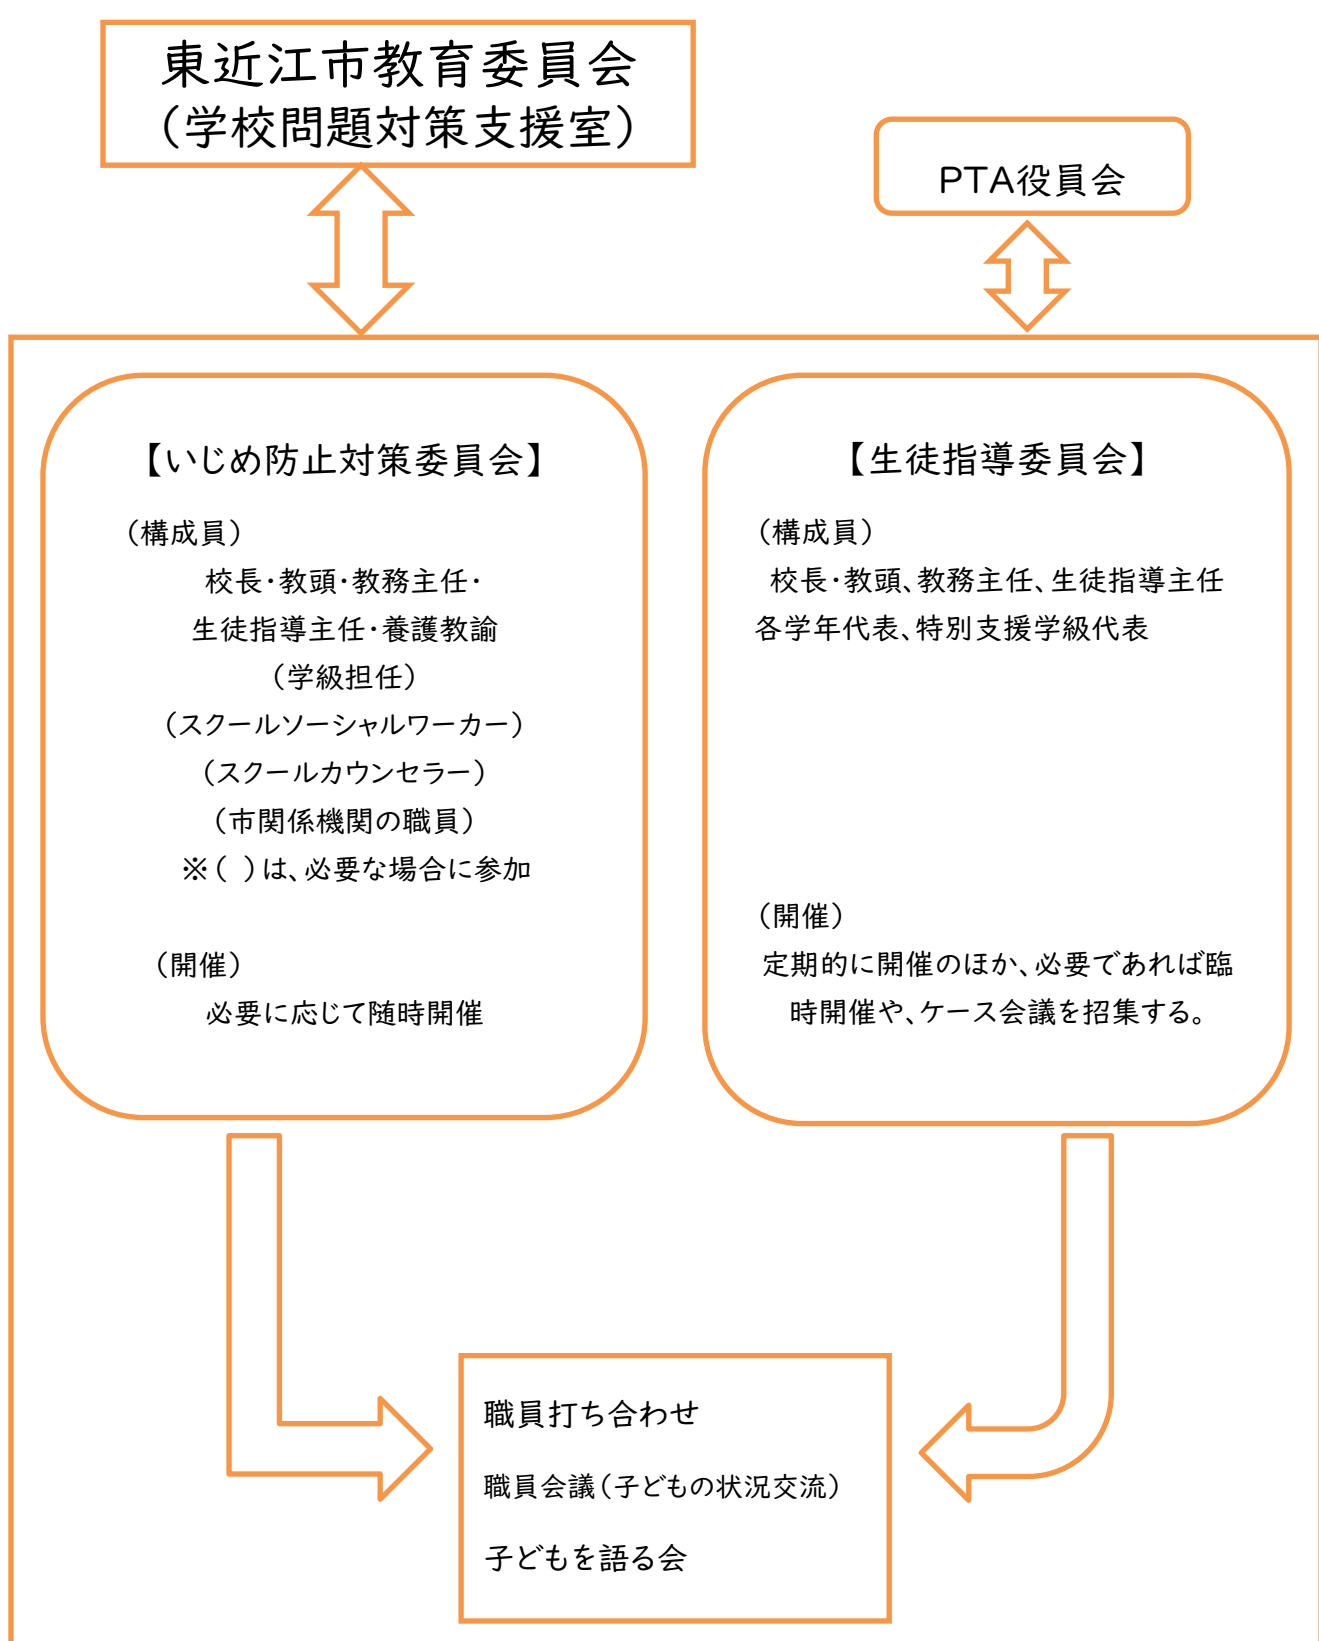 東近江市教育委員会
（学校問題対策支援室）
PTA役員会
【いじめ防止対策委員会】
（構成員）
校長・教頭・教務主任・
生徒指導主任・養護教諭
（学級担任）
（スクールソーシャルワーカー）
（スクールカウンセラー）
（市関係機関の職員）
※（ ）は、必要な場合に参加
（開催）
必要に応じて随時開催
【生徒指導委員会】
（構成員）
校長・教頭、教務主任、生徒指導主任
各学年代表、特別支援学級代表
（開催）
定期的に開催のほか、必要であれば臨
時開催や、ケース会議を招集する。
職員打ち合わせ
職員会議（子どもの状況交流）
子どもを語る会